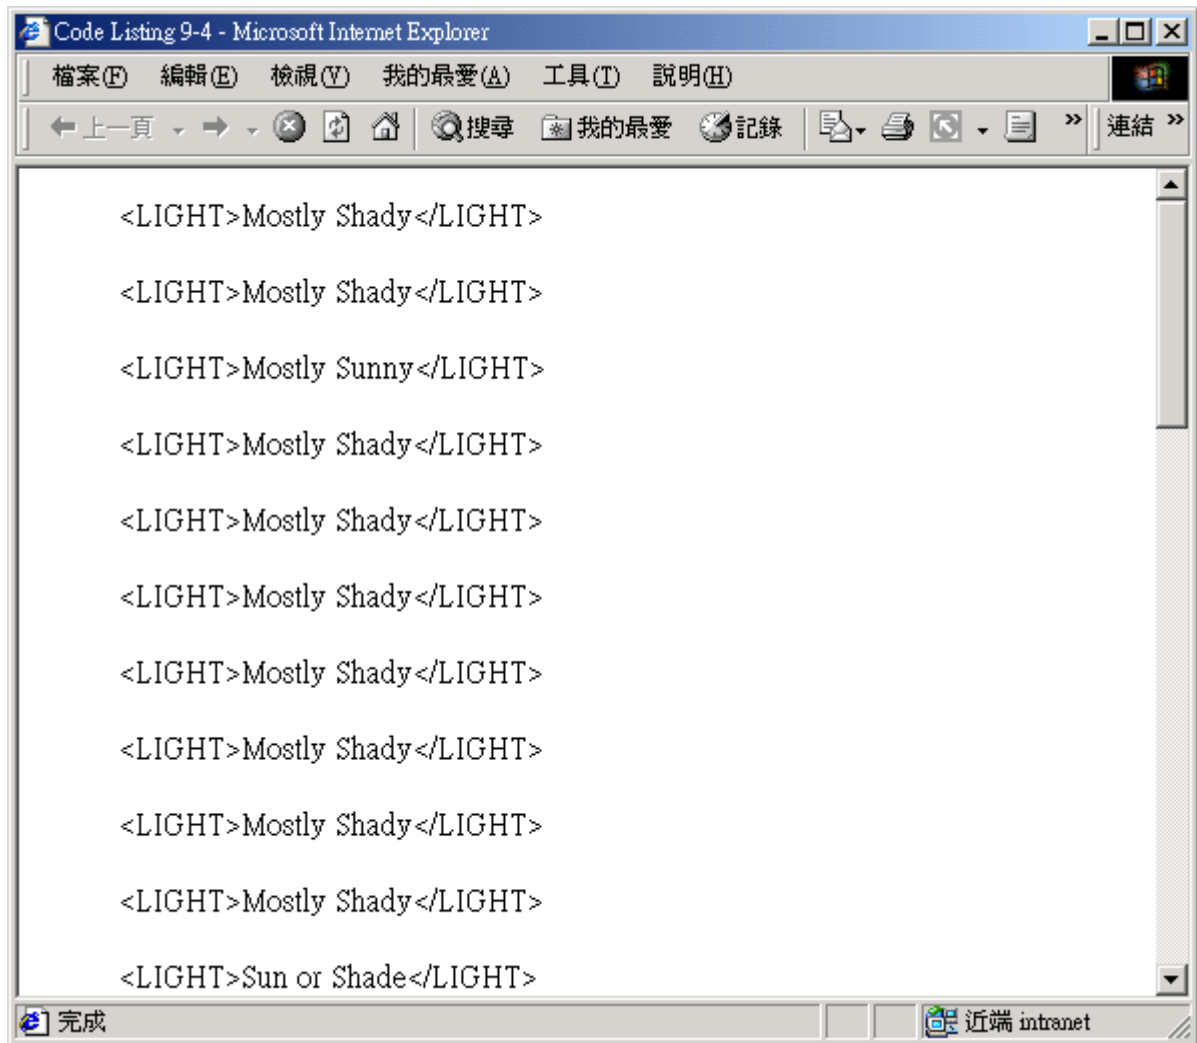 Code Listing 9-4 - Microsoft Internet Explorer
檔案(F) 編輯(E) 檢視(V) 我的最愛(A) 工具(T) 說明(H)
上一頁 搜尋 我的最愛 記錄 » 連結 »
<LIGHT>Mostly Shady</LIGHT>
<LIGHT>Mostly Shady</LIGHT>
<LIGHT>Mostly Sunny</LIGHT>
<LIGHT>Mostly Shady</LIGHT>
<LIGHT>Mostly Shady</LIGHT>
<LIGHT>Mostly Shady</LIGHT>
<LIGHT>Mostly Shady</LIGHT>
<LIGHT>Mostly Shady</LIGHT>
<LIGHT>Mostly Shady</LIGHT>
<LIGHT>Mostly Shady</LIGHT>
<LIGHT>Sun or Shade</LIGHT>
完成 近端 intranet